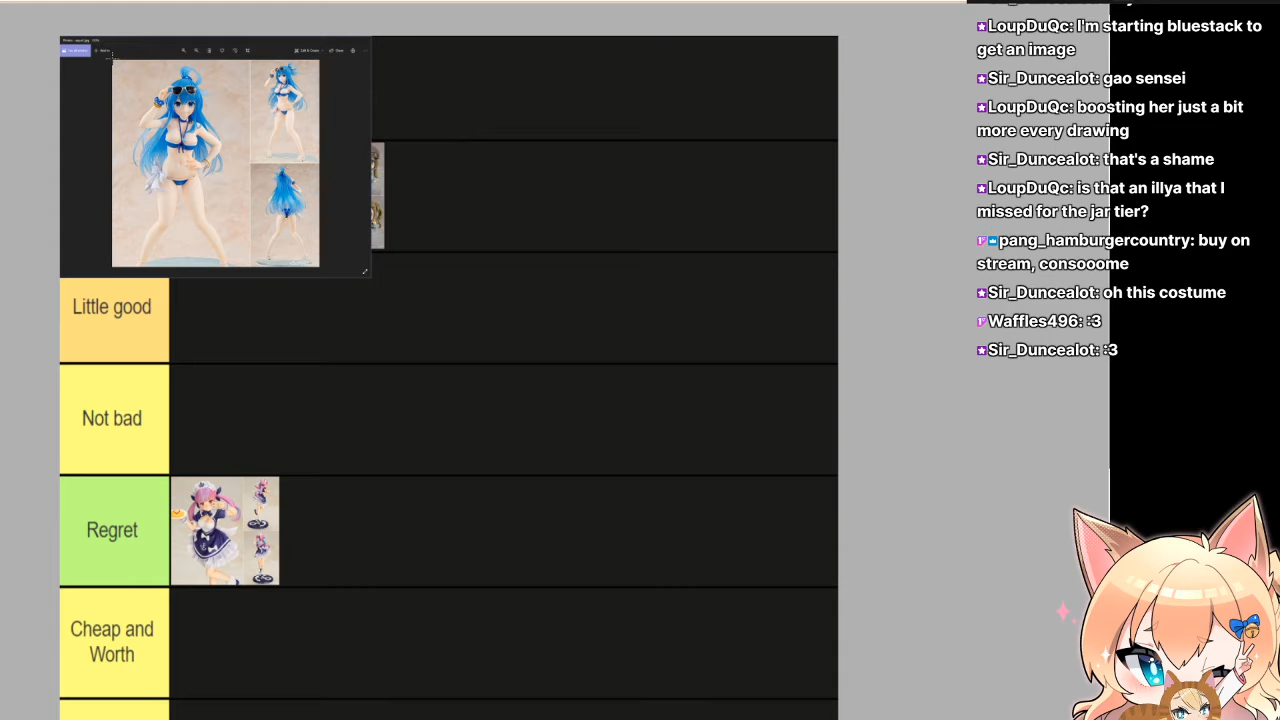 LoupDuQc: I'm starting bluestack to
get an image
Sir_Duncealot: gao sensei
LoupDuQc: boosting her just a bit
more every drawing
Sir_Duncealot: that's a shame
LoupDuQc: is that an illya that I
missed for the jar tier?
pang_hamburgercountry: buy on
stream, consooome
Sir_Duncealot: oh this costume
Waffles496: :3
Sir_Duncealot: :3
Little good
Not bad
Regret
Cheap and
Worth